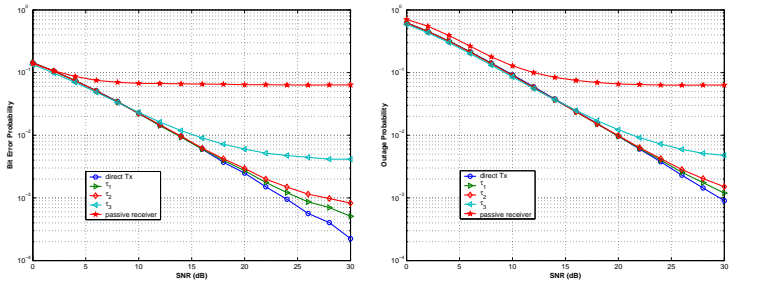 10^0
10^-1
10^-2
10^-3
10^-4
Bit Error Probability
0 5 10 15 20 25 30
SNR (dB)
direct Tx
τ1
τ2
τ3
passive receiver
10^0
10^-1
10^-2
10^-3
10^-4
Outage Probability
0 5 10 15 20 25 30
SNR (dB)
direct Tx
τ1
τ2
τ3
passive receiver